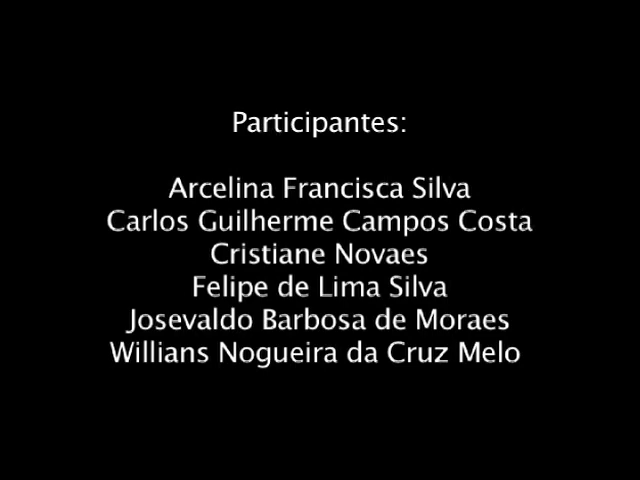 Participantes:
Arcelina Francisca Silva
Carlos Guilherme Campos Costa
Cristiane Novaes
Felipe de Lima Silva
Josevaldo Barbosa de Moraes
Willians Nogueira da Cruz Melo